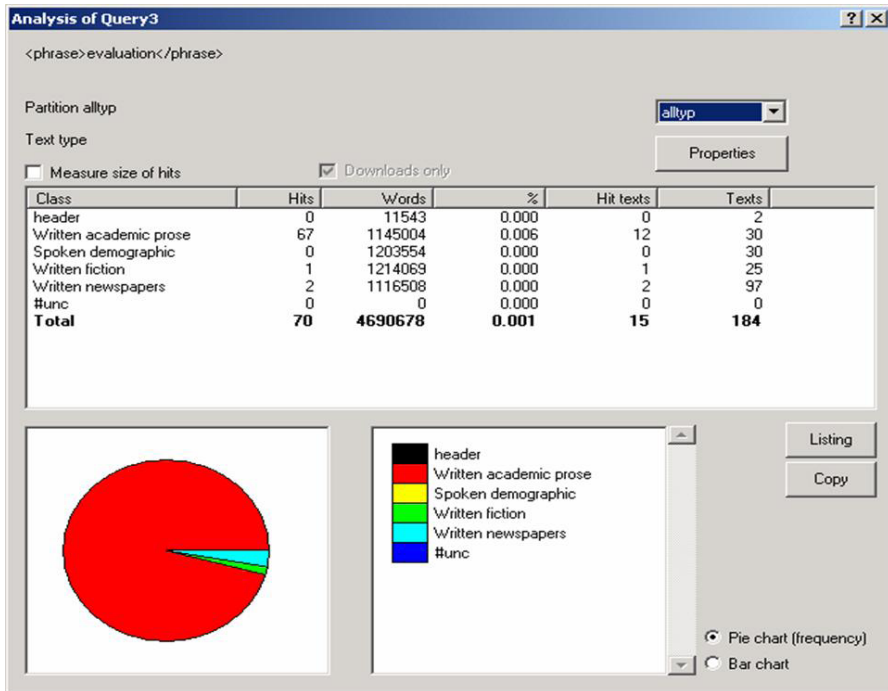 Analysis of Query3
<phrase>evaluation</phrase>
Partition alltyp
alltyp
Text type
Properties
Measure size of hits
Downloads only
Class Hits Words % Hit texts Texts
header 0 11543 0.000 0 2
Written academic prose 67 1145004 0.006 12 30
Spoken demographic 0 1203554 0.000 0 30
Written fiction 1 1214069 0.000 1 25
Written newspapers 2 1116508 0.000 2 97
#unc 0 0 0.000 0 0
Total 70 4690678 0.001 15 184
header
Written academic prose
Spoken demographic
Written fiction
Written newspapers
#unc
Listing
Copy
Pie chart (frequency)
Bar chart